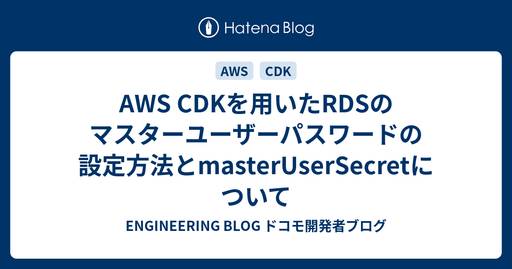 Hatena Blog
AWS CDK
AWS CDKを用いたRDSの
マスターユーザーパスワードの
設定方法とmasterUserSecretに
ついて
ENGINEERING BLOG ドコモ開発者ブログ